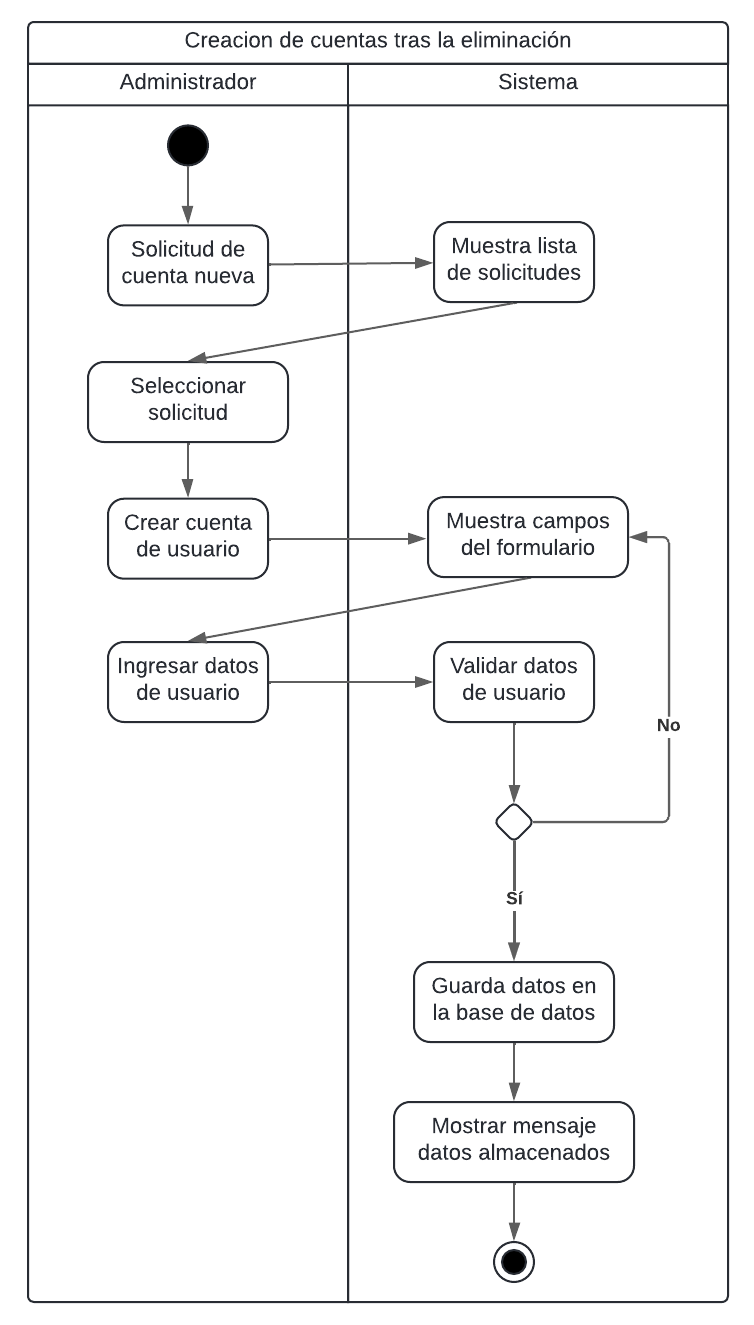 Creacion de cuentas tras la eliminación
Administrador
Sistema
Solicitud de
cuenta nueva
Muestra lista
de solicitudes
Seleccionar
solicitud
Crear cuenta
de usuario
Muestra campos
del formulario
Ingresar datos
de usuario
Validar datos
de usuario
No
Sí
Guarda datos en
la base de datos
Mostrar mensaje
datos almacenados